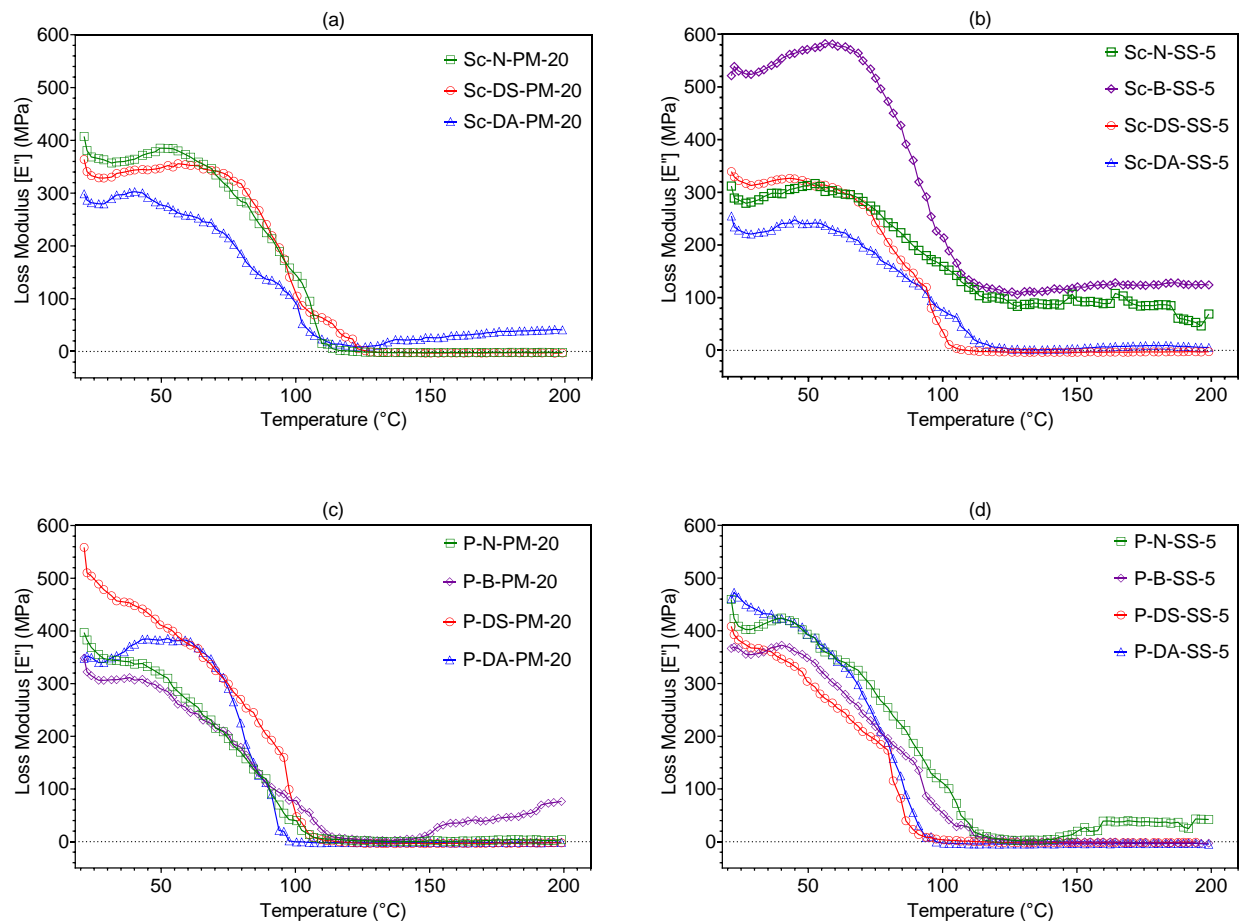 (a)
600
500
400
300
200
100
0
Loss Modulus [E"] (MPa)
Sc-N-PM-20
Sc-DS-PM-20
Sc-DA-PM-20
50
100
150
200
Temperature (°C)
(b)
600
500
400
300
200
100
0
Loss Modulus [E"] (MPa)
Sc-N-SS-5
Sc-B-SS-5
Sc-DS-SS-5
Sc-DA-SS-5
50
100
150
200
Temperature (°C)
(c)
600
500
400
300
200
100
0
Loss Modulus [E"] (MPa)
P-N-PM-20
P-B-PM-20
P-DS-PM-20
P-DA-PM-20
50
100
150
200
Temperature (°C)
(d)
600
500
400
300
200
100
0
Loss Modulus [E"] (MPa)
P-N-SS-5
P-B-SS-5
P-DS-SS-5
P-DA-SS-5
50
100
150
200
Temperature (°C)